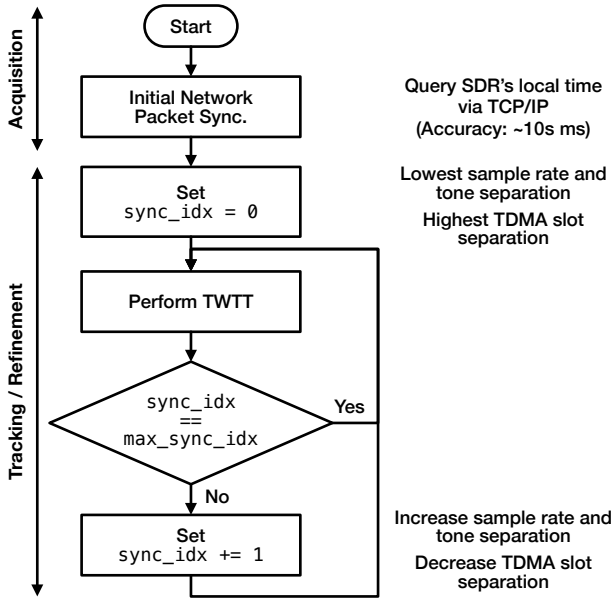 Acquisition
Start
Initial Network
Packet Sync.
Query SDR's local time
via TCP/IP
(Accuracy: ~10s ms)
Tracking / Refinement
Set
sync_idx = 0
Lowest sample rate and
tone separation
Highest TDMA slot
separation
Perform TWTT
sync_idx
==
max_sync_idx
Yes
No
Set
sync_idx += 1
Increase sample rate and
tone separation
Decrease TDMA slot
separation